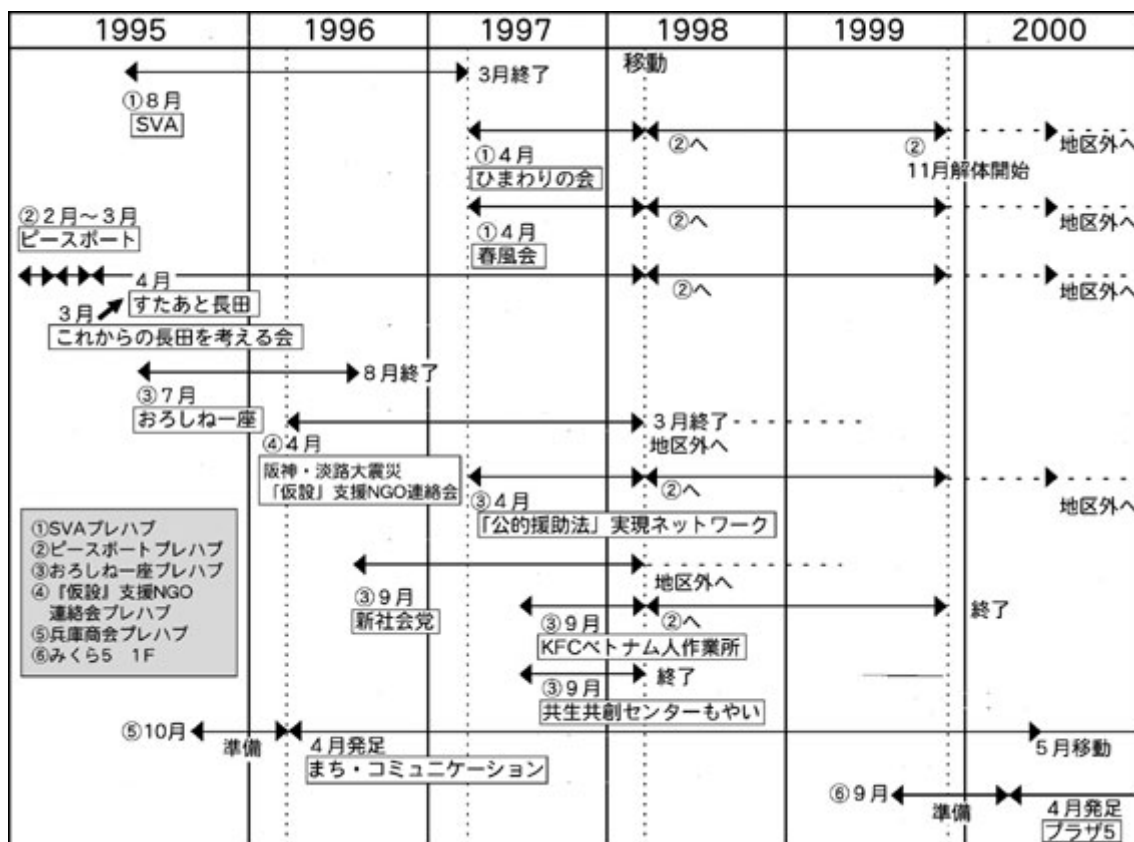 1995 1996 1997 1998 1999 2000
3月終了
移動
①8月
SVA
①4月
ひまわりの会
②へ
②
11月解体開始
地区外へ
②2月～3月
ピースボート
①4月
春風会
②へ
地区外へ
4月
すたあと長田
3月
これからの長田を考える会
②へ
地区外へ
8月終了
③7月
おろしね一座
3月終了
地区外へ
④4月
阪神・淡路大震災
「仮設」支援NGO連絡会
③4月
「公的援助法」実現ネットワーク
②へ
地区外へ
①SVAプレハブ
②ピースボートプレハブ
③おろしね一座プレハブ
④『仮設』支援NGO
連絡会プレハブ
⑤兵庫商会プレハブ
⑥みくら5 1F
③9月
新社会党
地区外へ
③9月
KFCベトナム人作業所
②へ
終了
③9月
共生共創センターもやい
終了
⑤10月
準備
4月発足
まち・コミュニケーション
5月移動
⑥9月
準備
4月発足
プラザ5